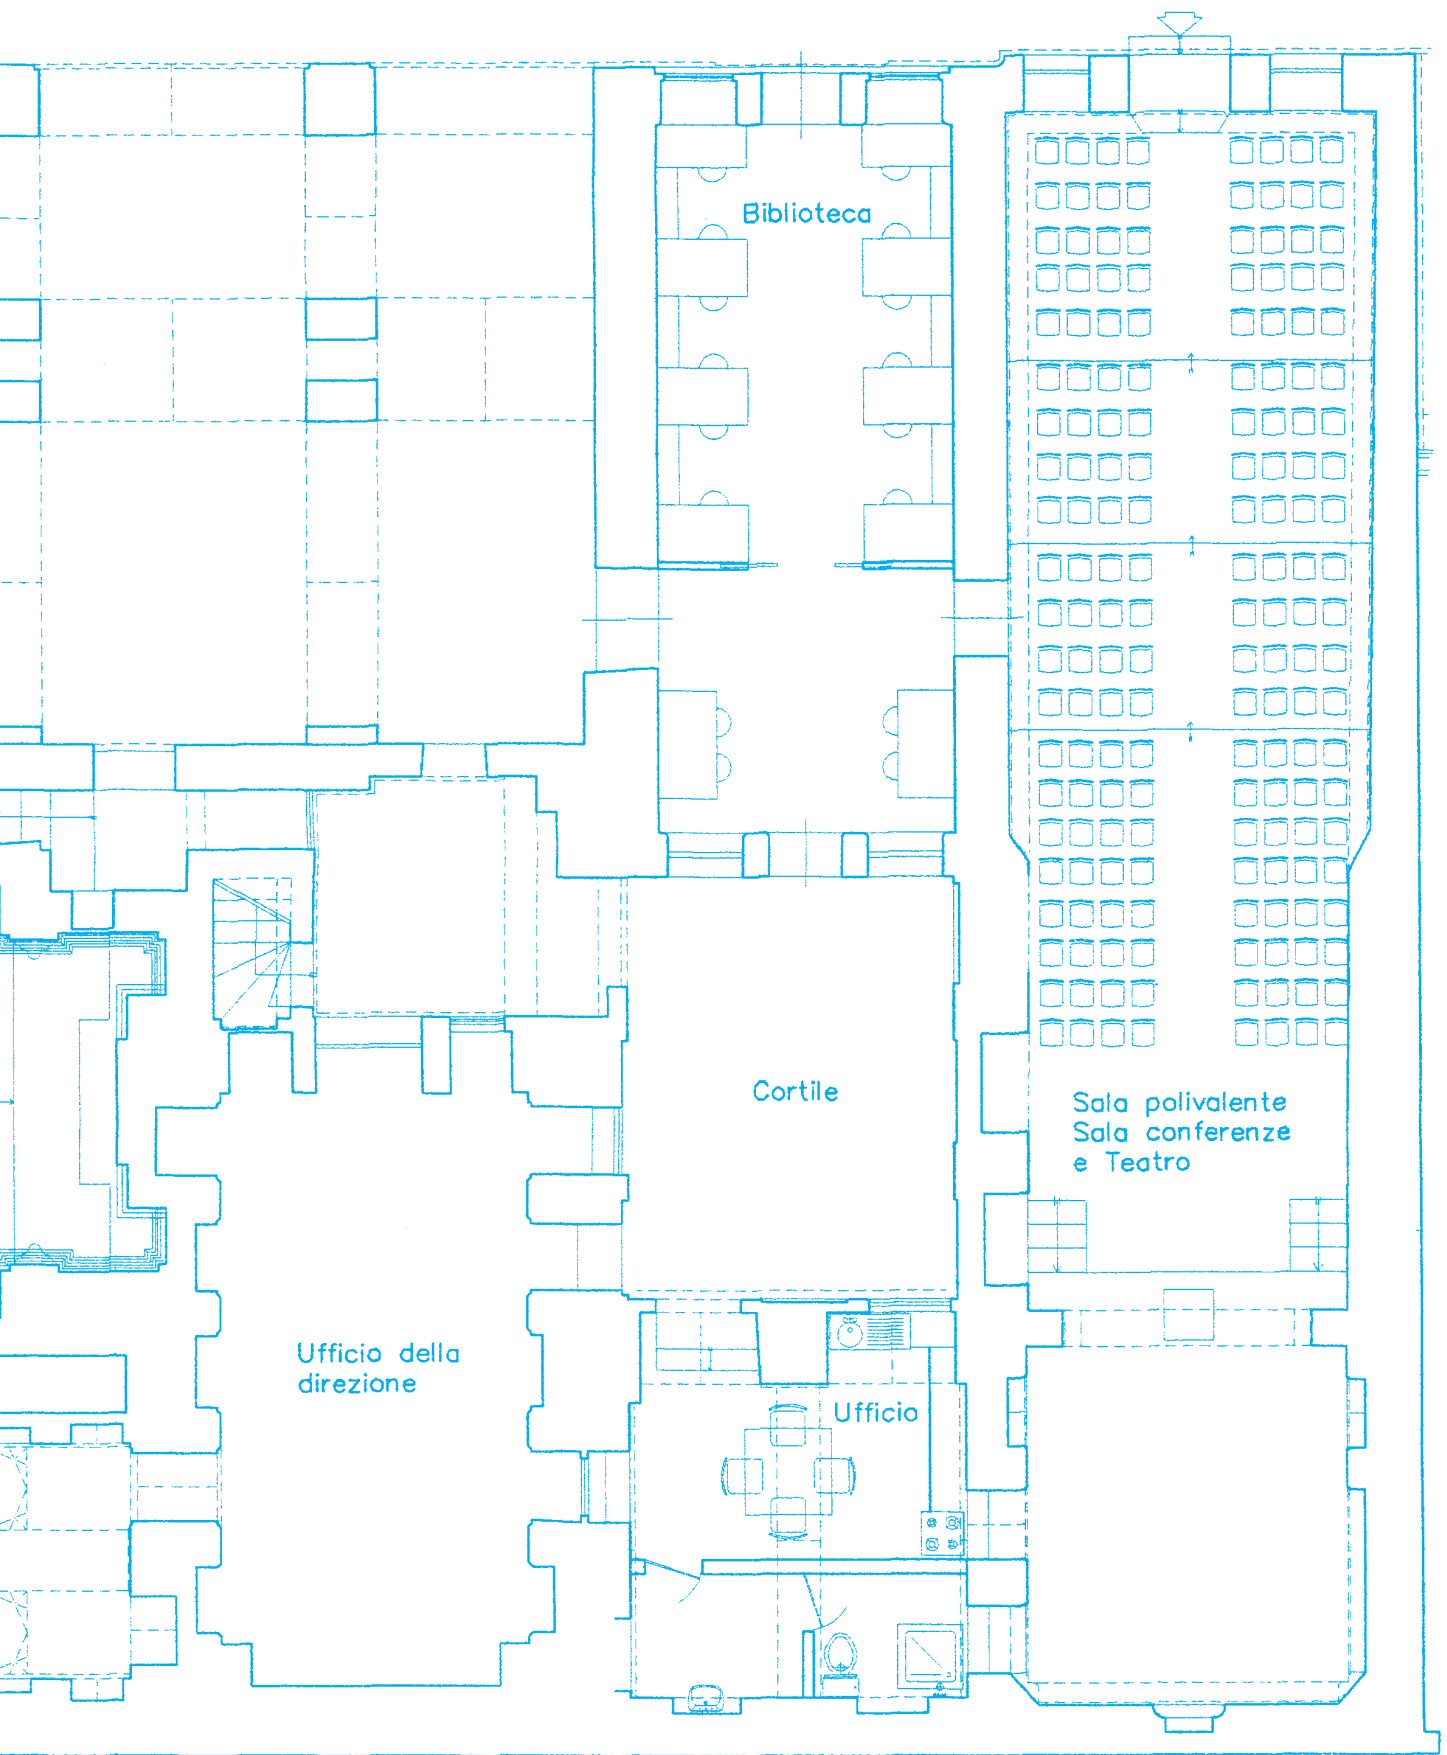 Biblioteca
Cortile
Sala polivalente
Sala conferenze
e Teatro
Ufficio della
direzione
Ufficio